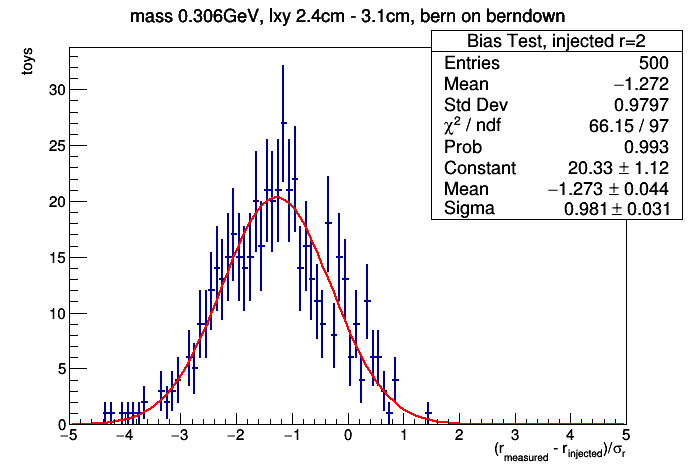 mass 0.306GeV, lxy 2.4cm - 3.1cm, bern on berndown
toys
Bias Test, injected r=2
Entries 500
Mean −1.272
Std Dev 0.9797
χ² / ndf 66.15 / 97
Prob 0.993
Constant 20.33 ± 1.12
Mean −1.273 ± 0.044
Sigma 0.981 ± 0.031
30
25
20
15
10
5
0
−5 −4 −3 −2 −1 0 1 2 3 4 5
(r_measured - r_injected)/σ_r